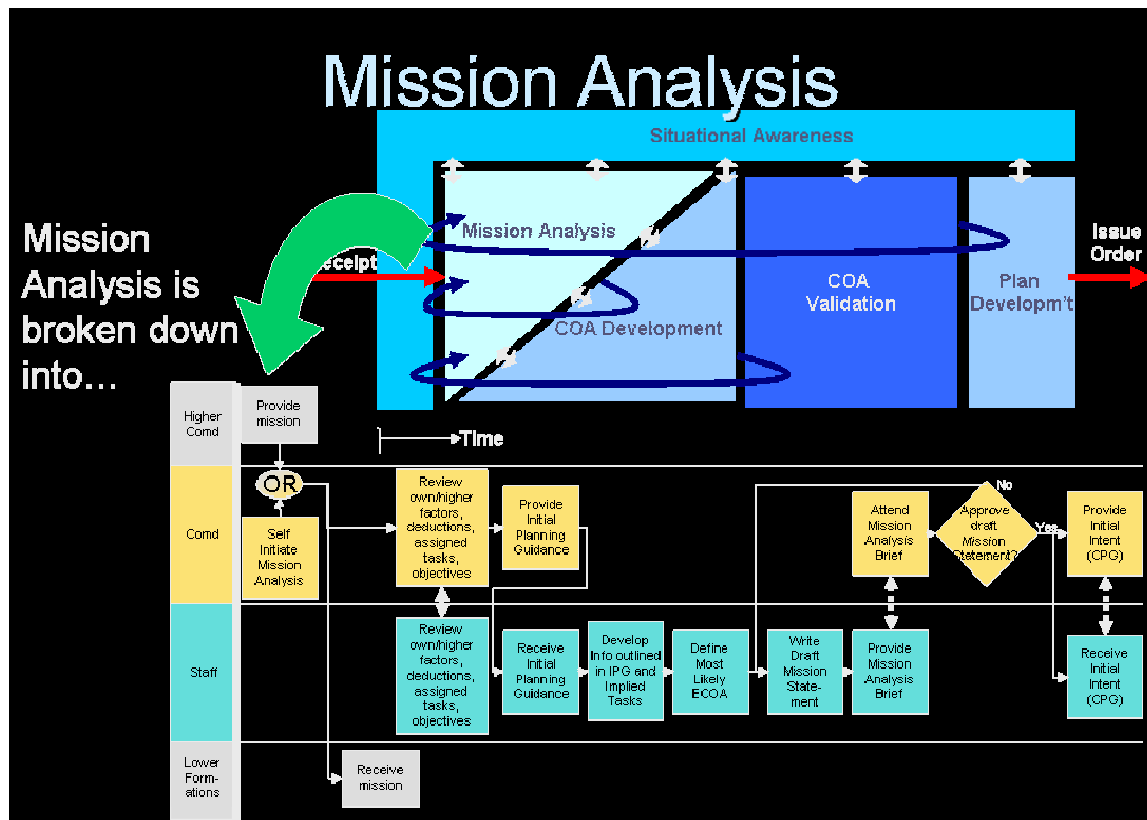 Mission Analysis
Situational Awareness
Mission
Analysis is
broken down
into...
Receipt
Mission Analysis
COA Development
COA
Validation
Plan
Developm't
Issue
Order
Time
Higher
Comd
Provide
mission
Comd
OR
Self
Initiate
Mission
Analysis
Review
own/higher
factors,
deductions,
assigned
tasks,
objectives
Provide
Initial
Planning
Guidance
Attend
Mission
Analysis
Brief
Approve
draft
Mission
Statement?
No
Yes
Provide
Initial
Intent
(CPG)
Staff
Review
own/higher
factors,
deductions,
assigned
tasks,
objectives
Receive
Initial
Planning
Guidance
Develop
Info outlined
in IPG and
Implied
Tasks
Define
Most
Likely
ECOA
Write
Draft
Mission
State-
ment
Provide
Mission
Analysis
Brief
Receive
Initial
Intent
(CPG)
Lower
Form-
ations
Receive
mission